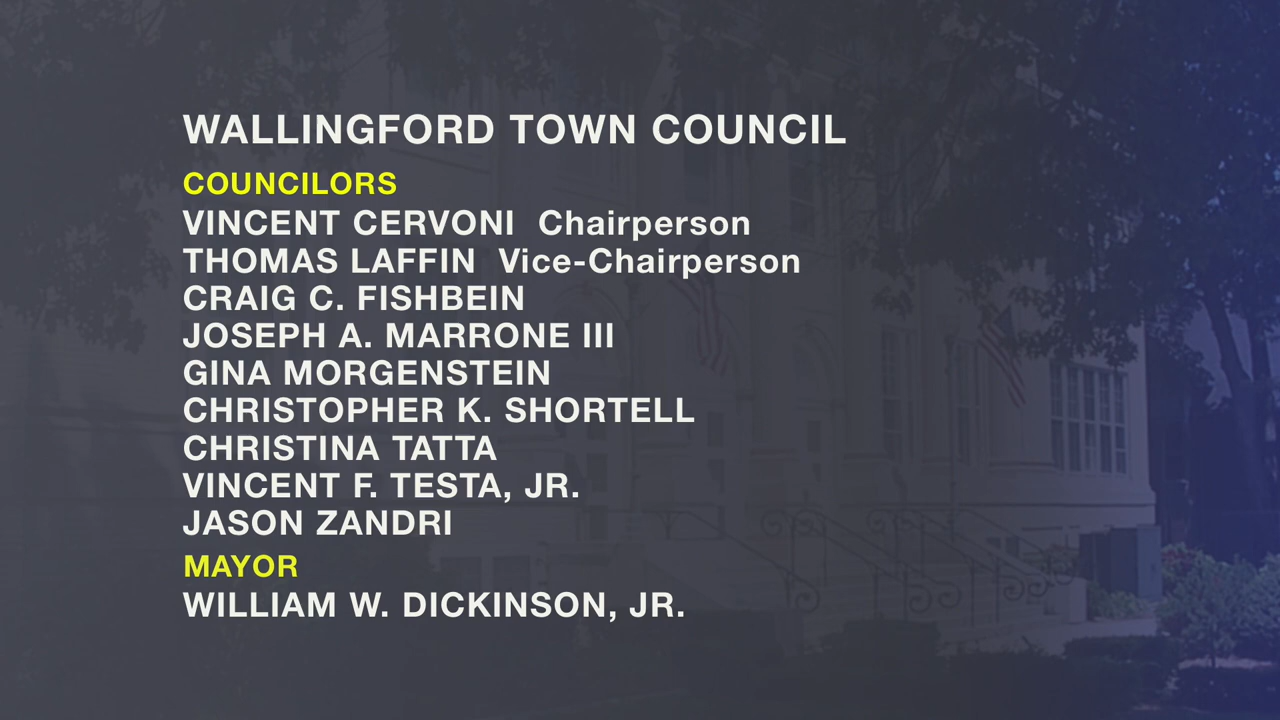 WALLINGFORD TOWN COUNCIL
COUNCILORS
VINCENT CERVONI Chairperson
THOMAS LAFFIN Vice-Chairperson
CRAIG C. FISHBEIN
JOSEPH A. MARRONE III
GINA MORGENSTEIN
CHRISTOPHER K. SHORTELL
CHRISTINA TATTA
VINCENT F. TESTA, JR.
JASON ZANDRI
MAYOR
WILLIAM W. DICKINSON, JR.